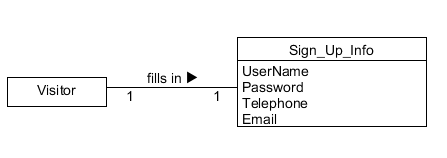 Sign_Up_Info
fills in ▶
UserName
Visitor
Password
1
1
Telephone
Email